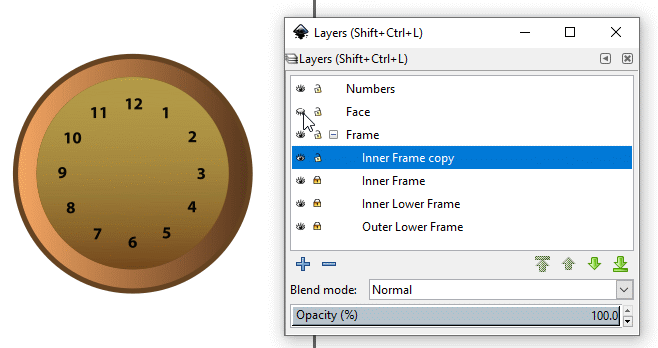 12
11
1
10
2
9
3
8
4
7
5
6
Layers (Shift+Ctrl+L)
Layers (Shift+Ctrl+L)
Numbers
Face
Frame
Inner Frame copy
Inner Frame
Inner Lower Frame
Outer Lower Frame
Blend mode: Normal
Opacity (%) 100.0